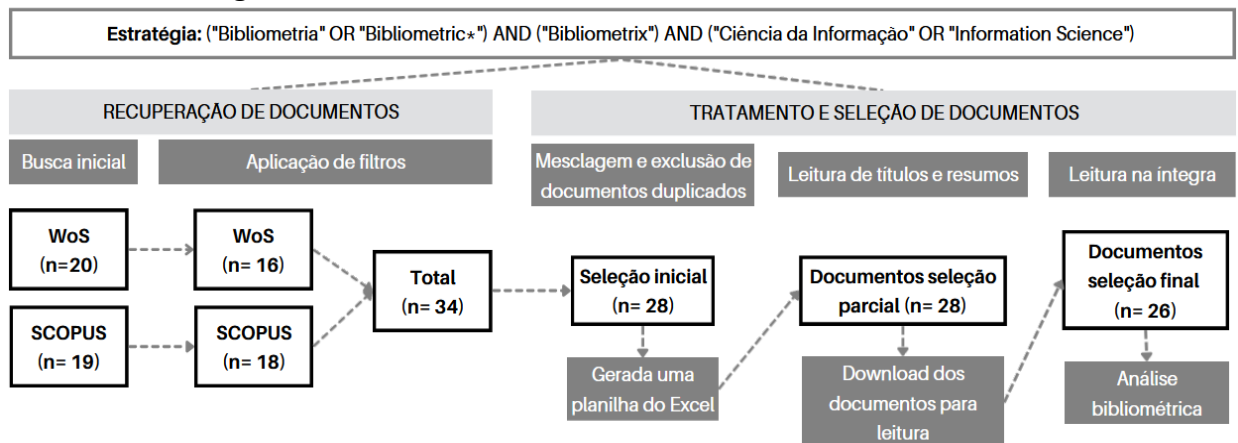 Estratégia: ("Bibliometria" OR "Bibliometric*") AND ("Bibliometrix") AND ("Ciência da Informação" OR "Information Science")
RECUPERAÇÃO DE DOCUMENTOS
TRATAMENTO E SELEÇÃO DE DOCUMENTOS
Busca inicial
Aplicação de filtros
Mesclagem e exclusão de
documentos duplicados
Leitura de títulos e resumos
Leitura na íntegra
WoS
(n=20)
WoS
(n= 16)
SCOPUS
(n= 19)
SCOPUS
(n= 18)
Total
(n= 34)
Seleção inicial
(n= 28)
Gerada uma
planilha do Excel
Documentos seleção
parcial (n= 28)
Download dos
documentos para
leitura
Documentos
seleção final
(n= 26)
Análise
bibliométrica